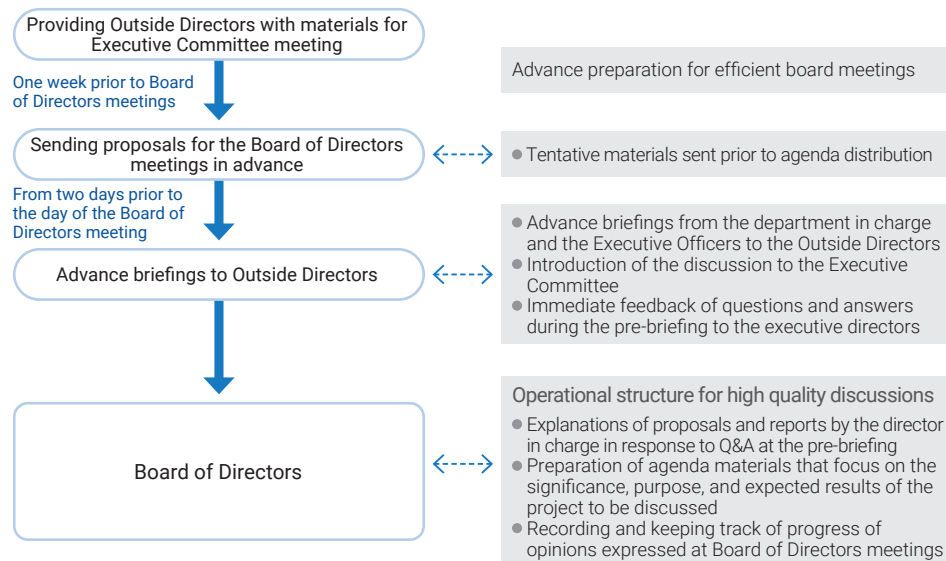 Providing Outside Directors with materials for
Executive Committee meeting
One week prior to Board
of Directors meetings
Advance preparation for efficient board meetings
Sending proposals for the Board of Directors
meetings in advance
● Tentative materials sent prior to agenda distribution
From two days prior to
the day of the Board of
Directors meeting
Advance briefings to Outside Directors
● Advance briefings from the department in charge
and the Executive Officers to the Outside Directors
● Introduction of the discussion to the Executive
Committee
● Immediate feedback of questions and answers
during the pre-briefing to the executive directors
Board of Directors
Operational structure for high quality discussions
● Explanations of proposals and reports by the director
in charge in response to Q&A at the pre-briefing
● Preparation of agenda materials that focus on the
significance, purpose, and expected results of the
project to be discussed
● Recording and keeping track of progress of
opinions expressed at Board of Directors meetings